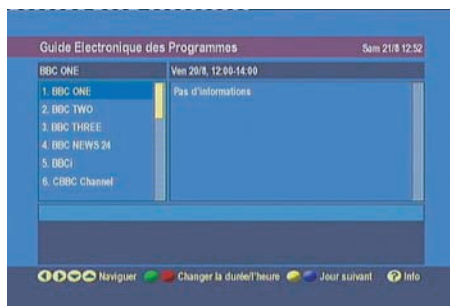 Guide Electronique des Programmes Sam 21/8 12:52
BBC ONE Ven 20/8, 12:00-14:00
1. BBC ONE Pas d'informations
2. BBC TWO
3. BBC THREE
4. BBC NEWS 24
5. BBCi
6. CBBC Channel
Naviguer Changer la durée/l'heure Jour suivant ? Info